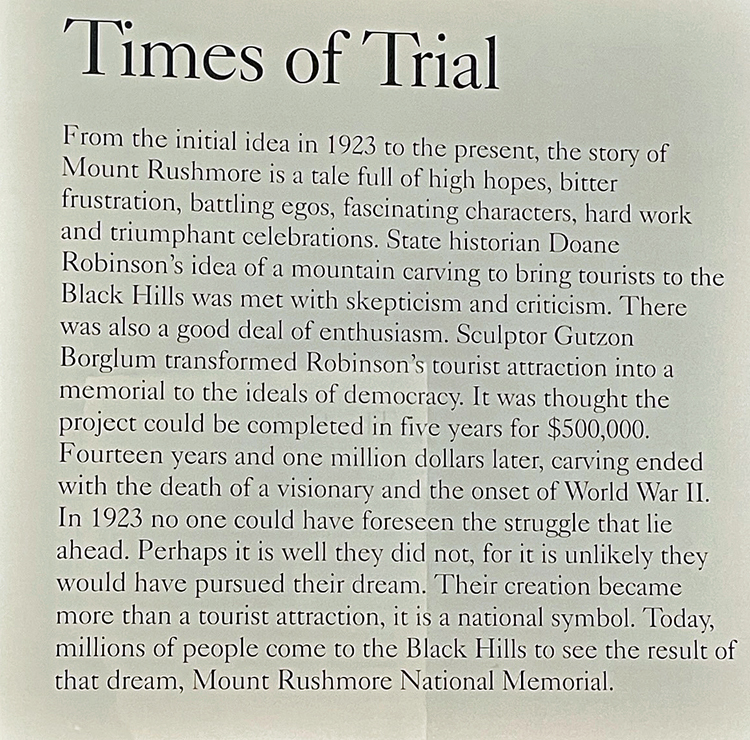 Times of Trial
From the initial idea in 1923 to the present, the story of
Mount Rushmore is a tale full of high hopes, bitter
frustration, battling egos, fascinating characters, hard work
and triumphant celebrations. State historian Doane
Robinson's idea of a mountain carving to bring tourists to the
Black Hills was met with skepticism and criticism. There
was also a good deal of enthusiasm. Sculptor Gutzon
Borglum transformed Robinson's tourist attraction into a
memorial to the ideals of democracy. It was thought the
project could be completed in five years for $500,000.
Fourteen years and one million dollars later, carving ended
with the death of a visionary and the onset of World War II.
In 1923 no one could have foreseen the struggle that lie
ahead. Perhaps it is well they did not, for it is unlikely they
would have pursued their dream. Their creation became
more than a tourist attraction, it is a national symbol. Today,
millions of people come to the Black Hills to see the result of
that dream, Mount Rushmore National Memorial.